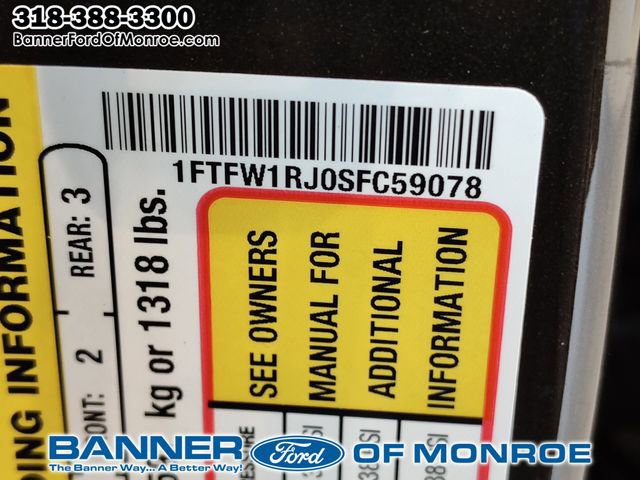 318-388-3300
BannerFordOfMonroe.com
1FTFW1RJ0SFC59078
INFORMATION
REAR: 3
2
kg or 1318 lbs.
SEE OWNERS
MANUAL FOR
ADDITIONAL
INFORMATION
BANNER Ford OF MONROE
The Banner Way... A Better Way!